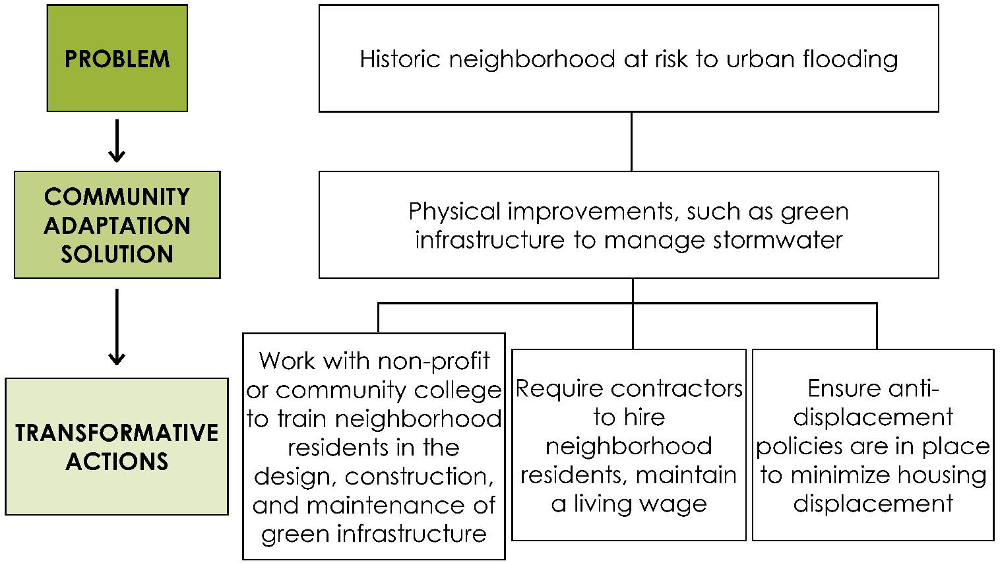 PROBLEM
Historic neighborhood at risk to urban flooding
COMMUNITY
ADAPTATION
SOLUTION
Physical improvements, such as green
infrastructure to manage stormwater
TRANSFORMATIVE
ACTIONS
Work with non-profit
or community college
to train neighborhood
residents in the
design, construction,
and maintenance of
green infrastructure
Require contractors
to hire
neighborhood
residents, maintain
a living wage
Ensure anti-
displacement
policies are in place
to minimize housing
displacement